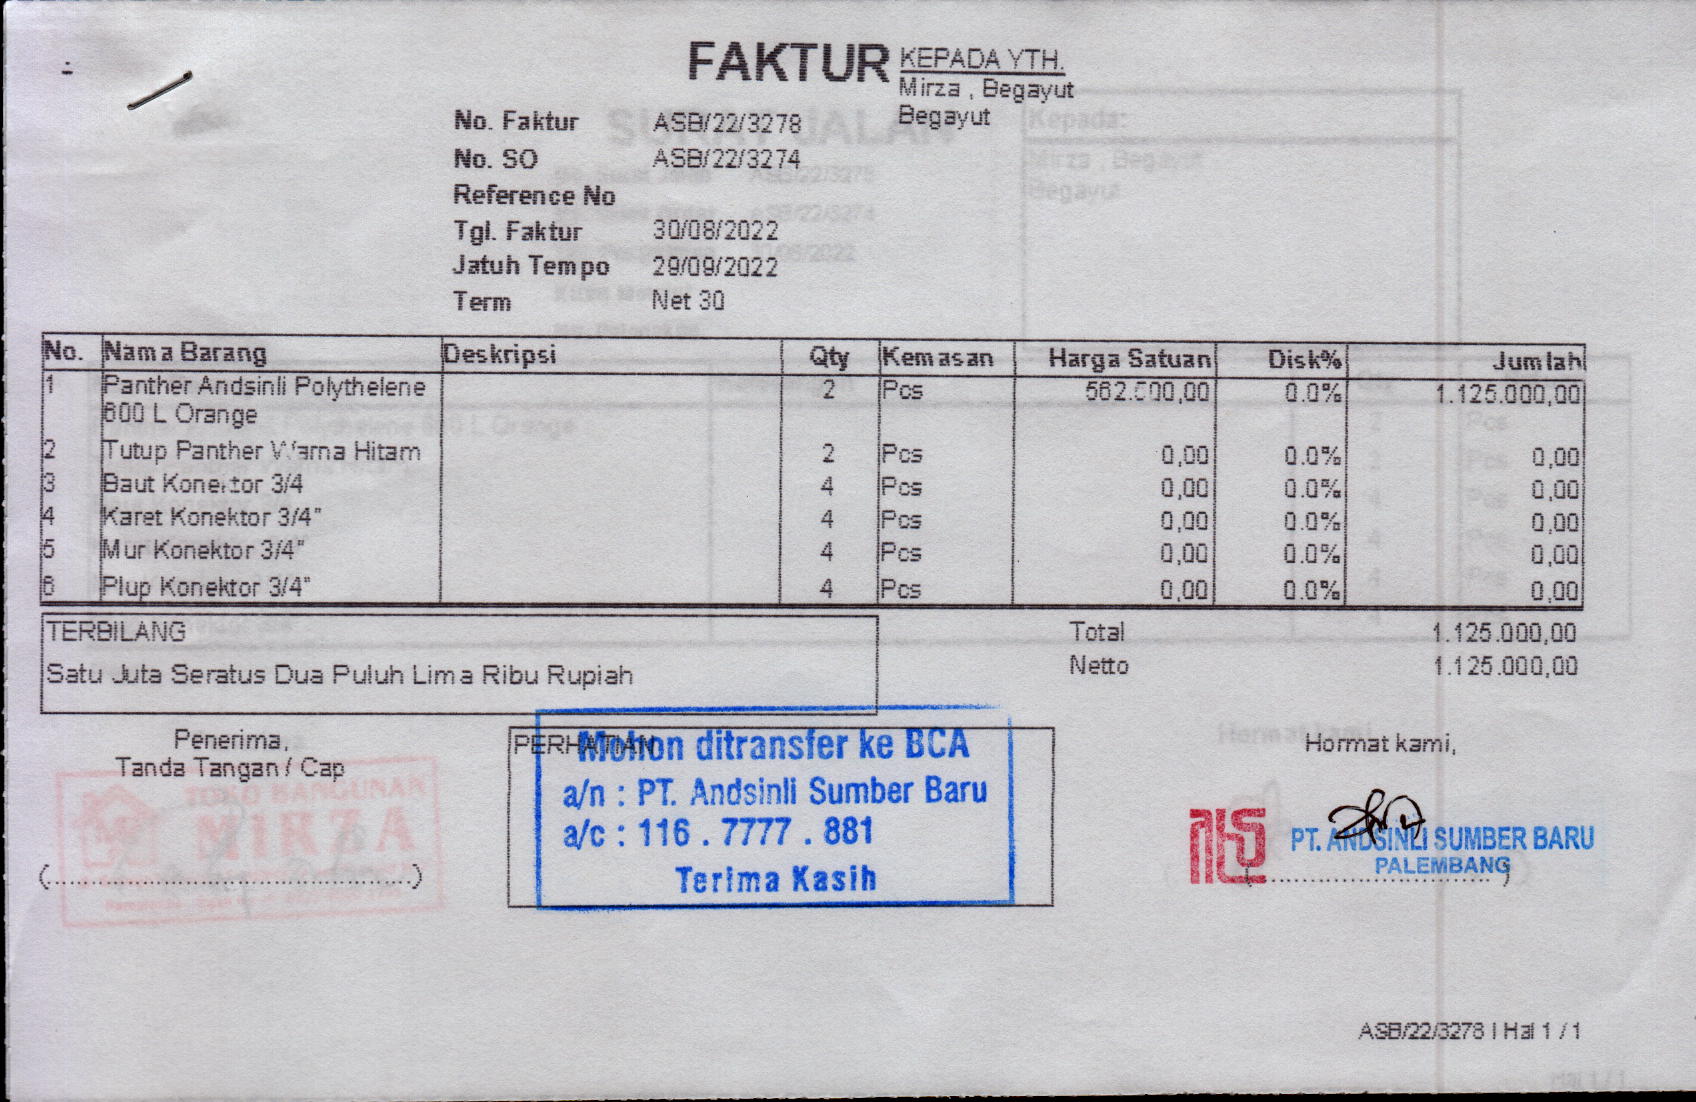 FAKTUR
KEPADA YTH.
Mirza , Begayut
Begayut
No. Faktur ASB/22/3278
No. SO ASB/22/3274
Reference No
Tgl. Faktur 30/08/2022
Jatuh Tempo 29/09/2022
Term Net 30
No. Nama Barang Deskripsi Qty Kemasan Harga Satuan Disk% Jumlah
1 Panther Andsinli Polythelene 2 Pcs 562.500,00 0.0% 1.125.000,00
600 L Orange
2 Tutup Panther Warna Hitam 2 Pcs 0,00 0.0% 0,00
3 Baut Konektor 3/4 4 Pcs 0,00 0.0% 0,00
4 Karet Konektor 3/4" 4 Pcs 0,00 0.0% 0,00
5 Mur Konektor 3/4" 4 Pcs 0,00 0.0% 0,00
6 Plup Konektor 3/4" 4 Pcs 0,00 0.0% 0,00
TERBILANG
Satu Juta Seratus Dua Puluh Lima Ribu Rupiah
Total 1.125.000,00
Netto 1.125.000,00
Penerima,
Tanda Tangan / Cap
TOKO BANGUNAN
MIRZA
(...........................................)
PERHATIAN
Mohon ditransfer ke BCA
a/n : PT. Andsinli Sumber Baru
a/c : 116 . 7777 . 881
Terima Kasih
Hormat kami,
PT. ANDSINLI SUMBER BARU
PALEMBANG
(...........................)
ASB/22/3278 | Hal 1 / 1